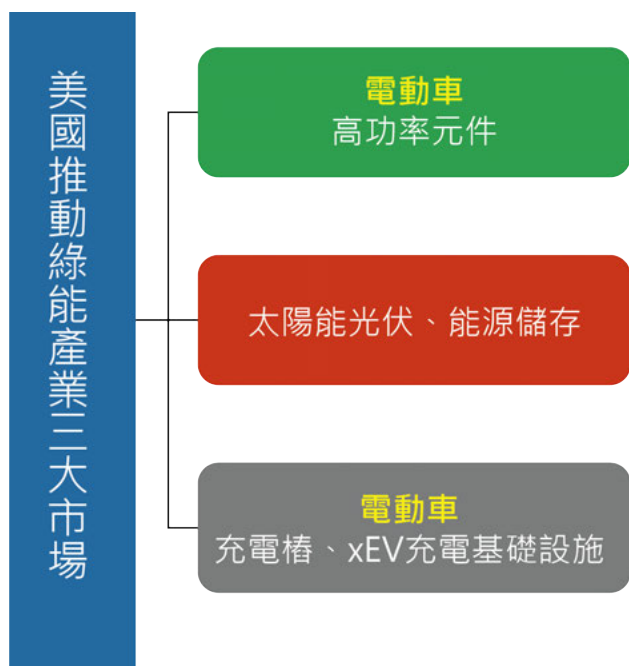 美國推動綠能產業三大市場
電動車
高功率元件
太陽能光伏、能源儲存
電動車
充電樁、xEV充電基礎設施